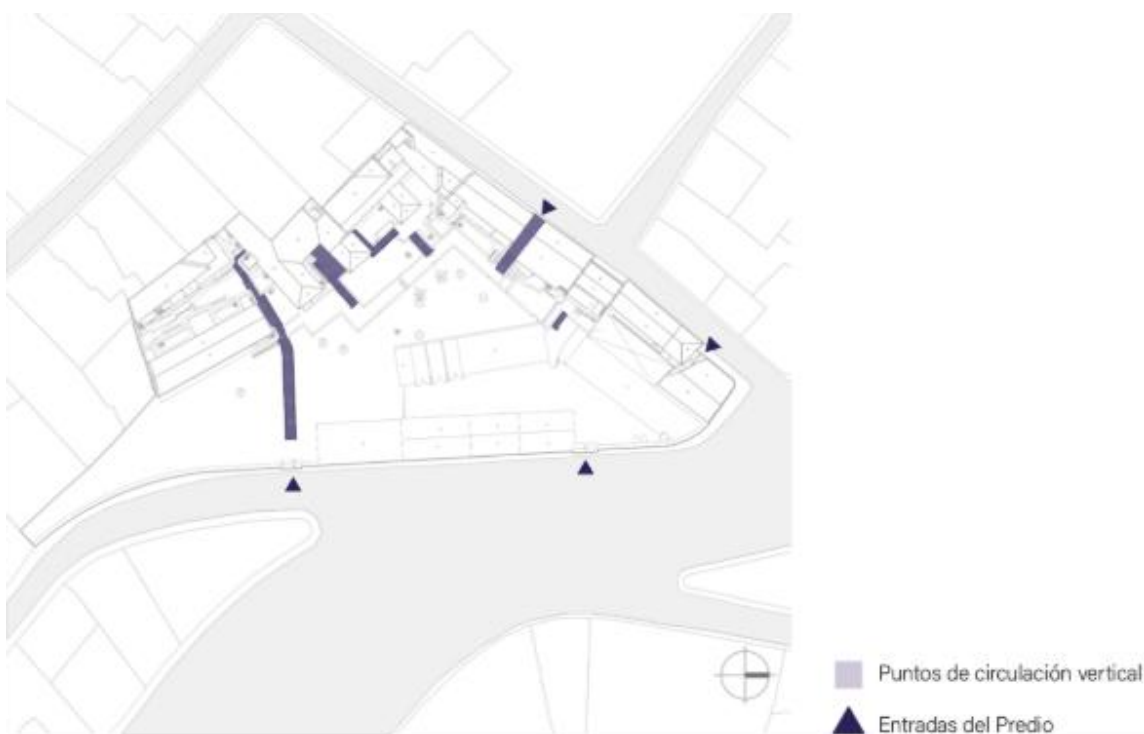 Puntos de circulación vertical
Entradas del Predio